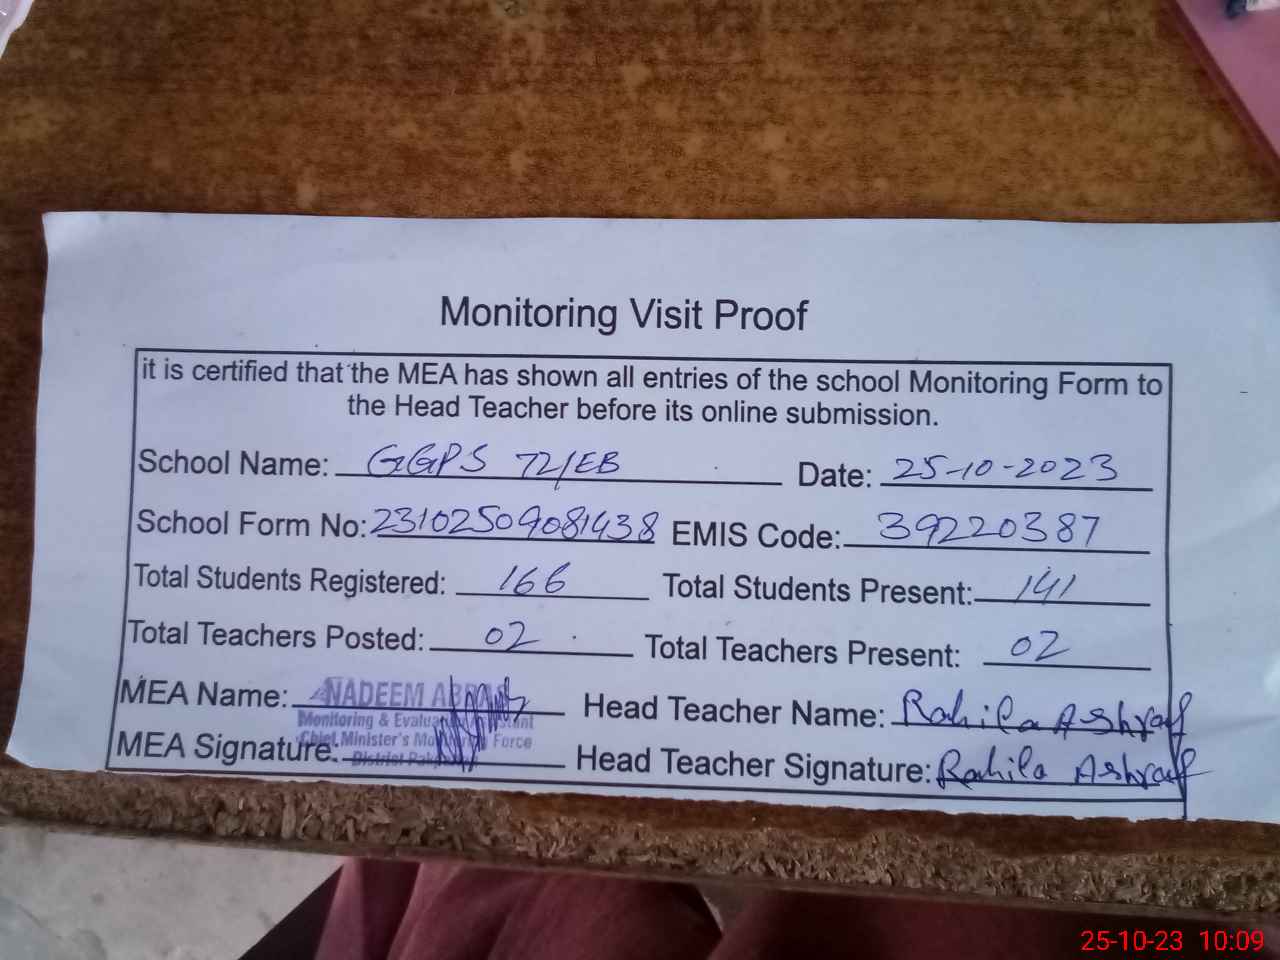 Monitoring Visit Proof
it is certified that the MEA has shown all entries of the school Monitoring Form to
the Head Teacher before its online submission.
School Name: GGPS 72/EB Date: 25-10-2023
School Form No: 23102509081438 EMIS Code: 39220387
Total Students Registered: 166 Total Students Present: 141
Total Teachers Posted: 02 Total Teachers Present: 02
MEA Name: NADEEM ABBAS Head Teacher Name: Rahila Ashraf
Monitoring & Evaluation Assistant
Chief Minister's Monitoring Force
MEA Signature: Head Teacher Signature: Rahila Ashraf
District
25-10-23 10:09